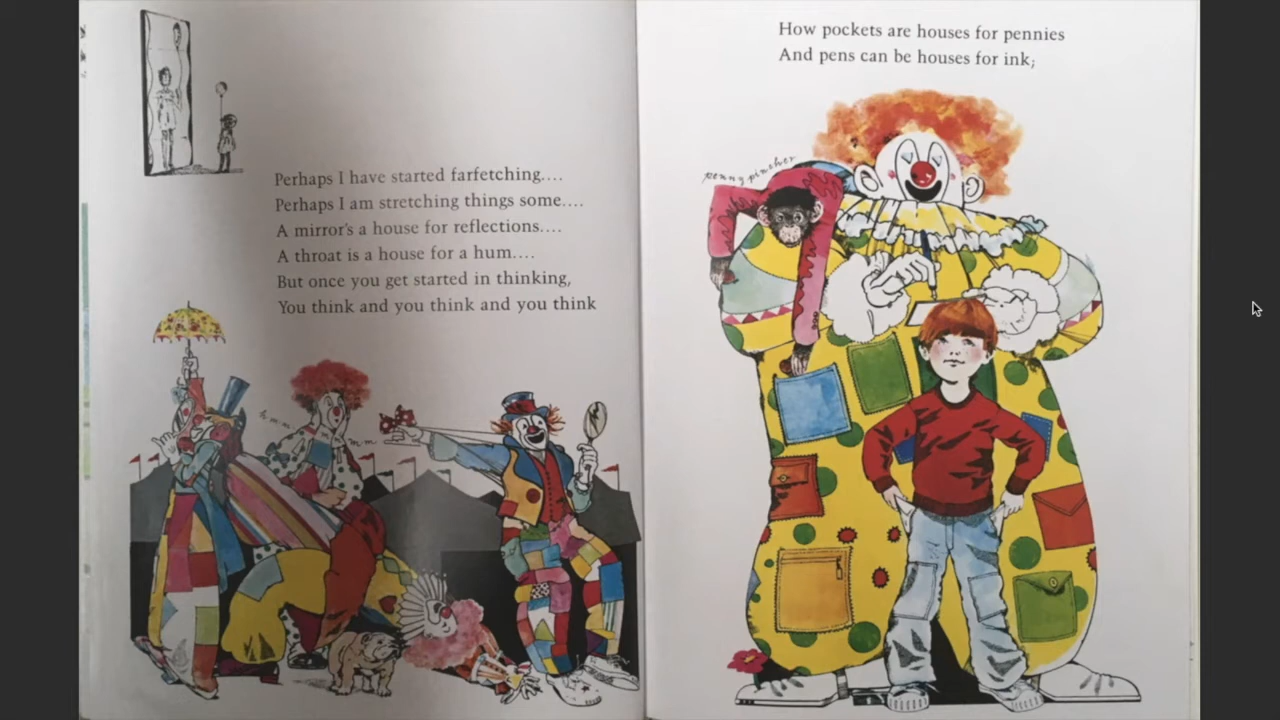 Perhaps I have started farfetching....
Perhaps I am stretching things some....
A mirror's a house for reflections....
A throat is a house for a hum....
But once you get started in thinking,
You think and you think and you think
hmm
mm
How pockets are houses for pennies
And pens can be houses for ink;
penny pincher